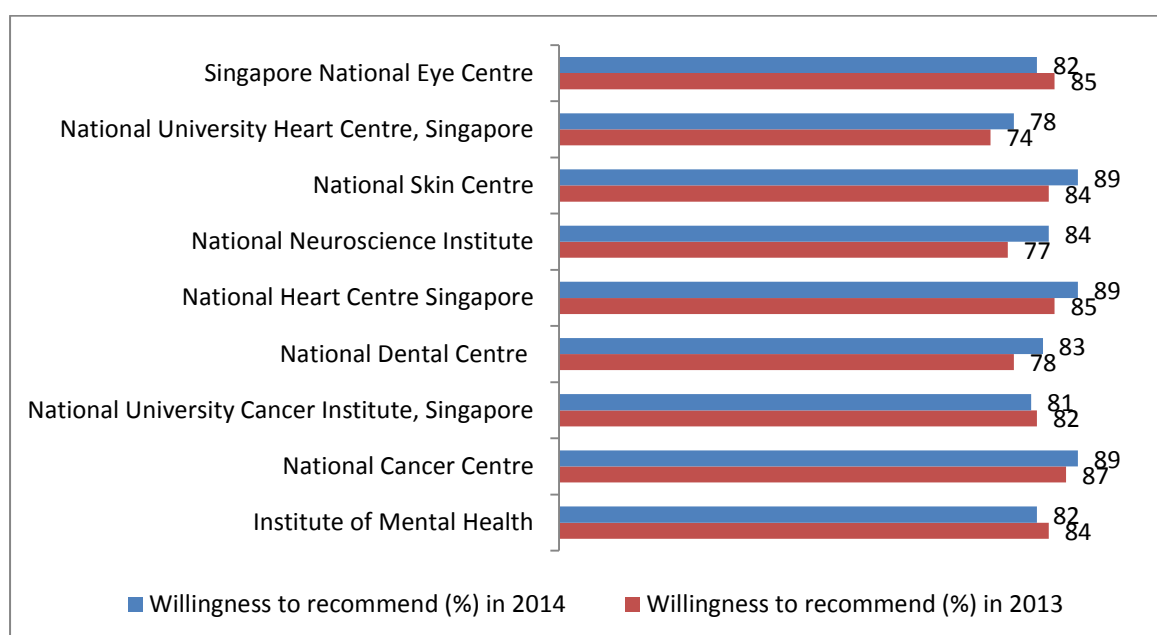 Singapore National Eye Centre
82
85
National University Heart Centre, Singapore
78
74
National Skin Centre
89
84
National Neuroscience Institute
84
77
National Heart Centre Singapore
89
85
National Dental Centre
83
78
National University Cancer Institute, Singapore
81
82
National Cancer Centre
89
87
Institute of Mental Health
82
84
Willingness to recommend (%) in 2014
Willingness to recommend (%) in 2013